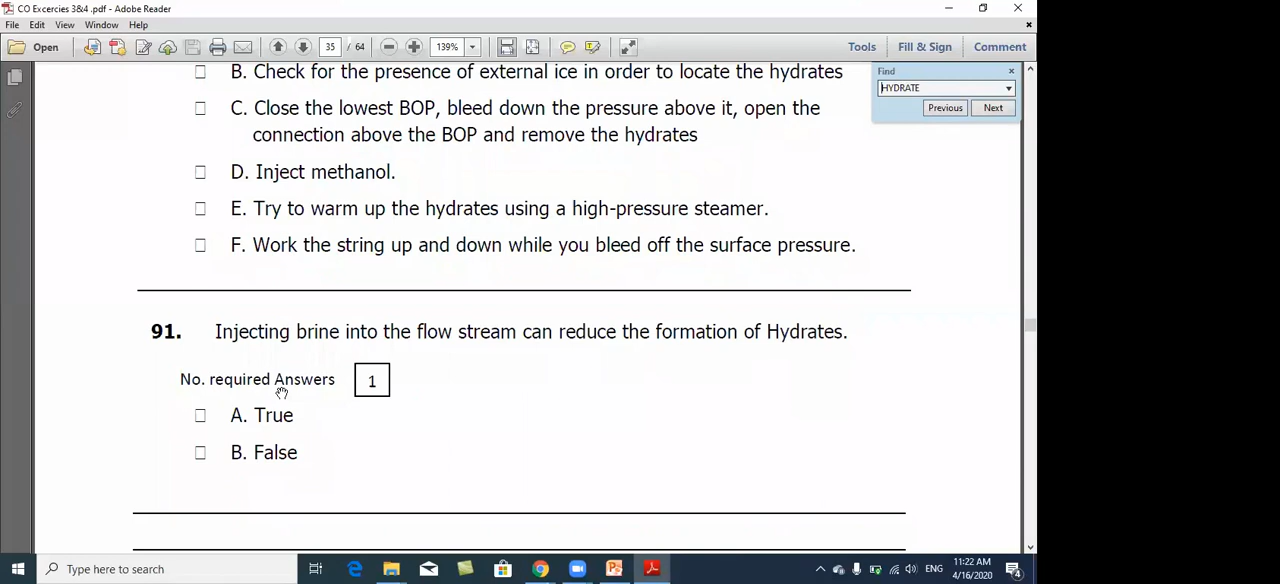 CO Excercies 3&4 .pdf - Adobe Reader
File Edit View Window Help
Open 35 / 64 139% Tools Fill & Sign Comment
Find
HYDRATE
Previous Next
B. Check for the presence of external ice in order to locate the hydrates
C. Close the lowest BOP, bleed down the pressure above it, open the
connection above the BOP and remove the hydrates
D. Inject methanol.
E. Try to warm up the hydrates using a high-pressure steamer.
F. Work the string up and down while you bleed off the surface pressure.
91. Injecting brine into the flow stream can reduce the formation of Hydrates.
No. required Answers 1
A. True
B. False
Type here to search
ENG
11:22 AM
4/16/2020
4